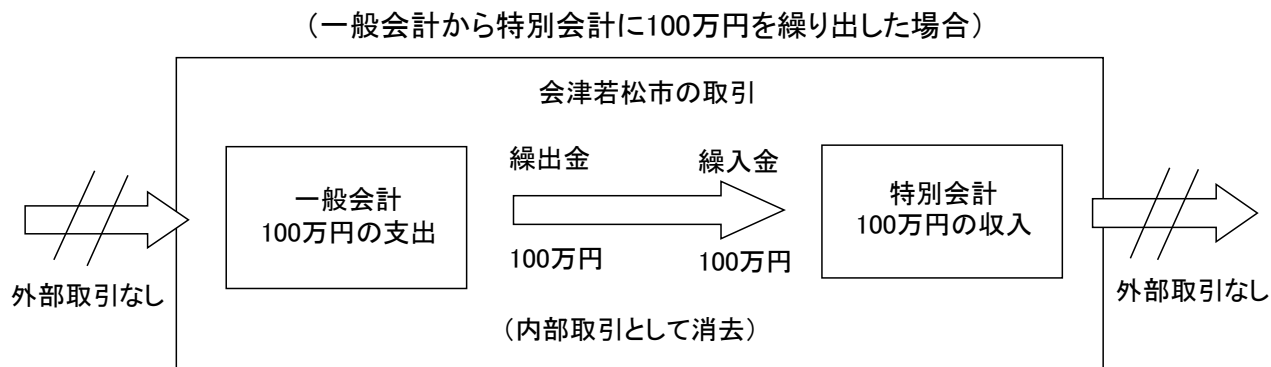 （一般会計から特別会計に100万円を繰り出した場合）
会津若松市の取引
繰出金
繰入金
一般会計
100万円の支出
特別会計
100万円の収入
100万円
100万円
外部取引なし
外部取引なし
（内部取引として消去）